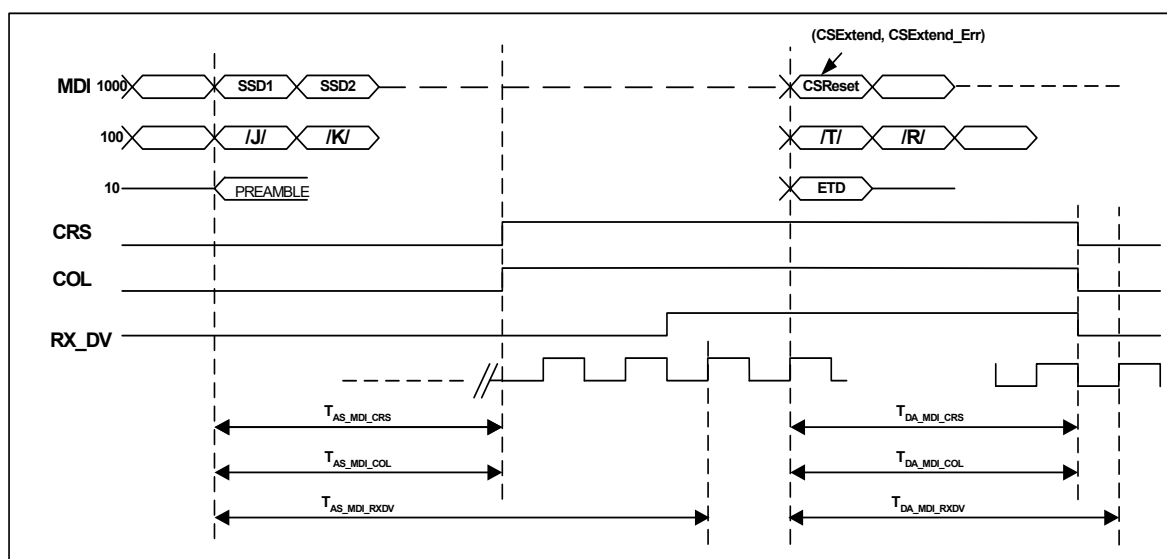 (CSExtend, CSExtend_Err)
MDI 1000 SSD1 SSD2 CSReset
100 /J/ /K/ /T/ /R/
10 PREAMBLE ETD
CRS
COL
RX_DV
TAS_MDI_CRS TDA_MDI_CRS
TAS_MDI_COL TDA_MDI_COL
TAS_MDI_RXDV TDA_MDI_RXDV